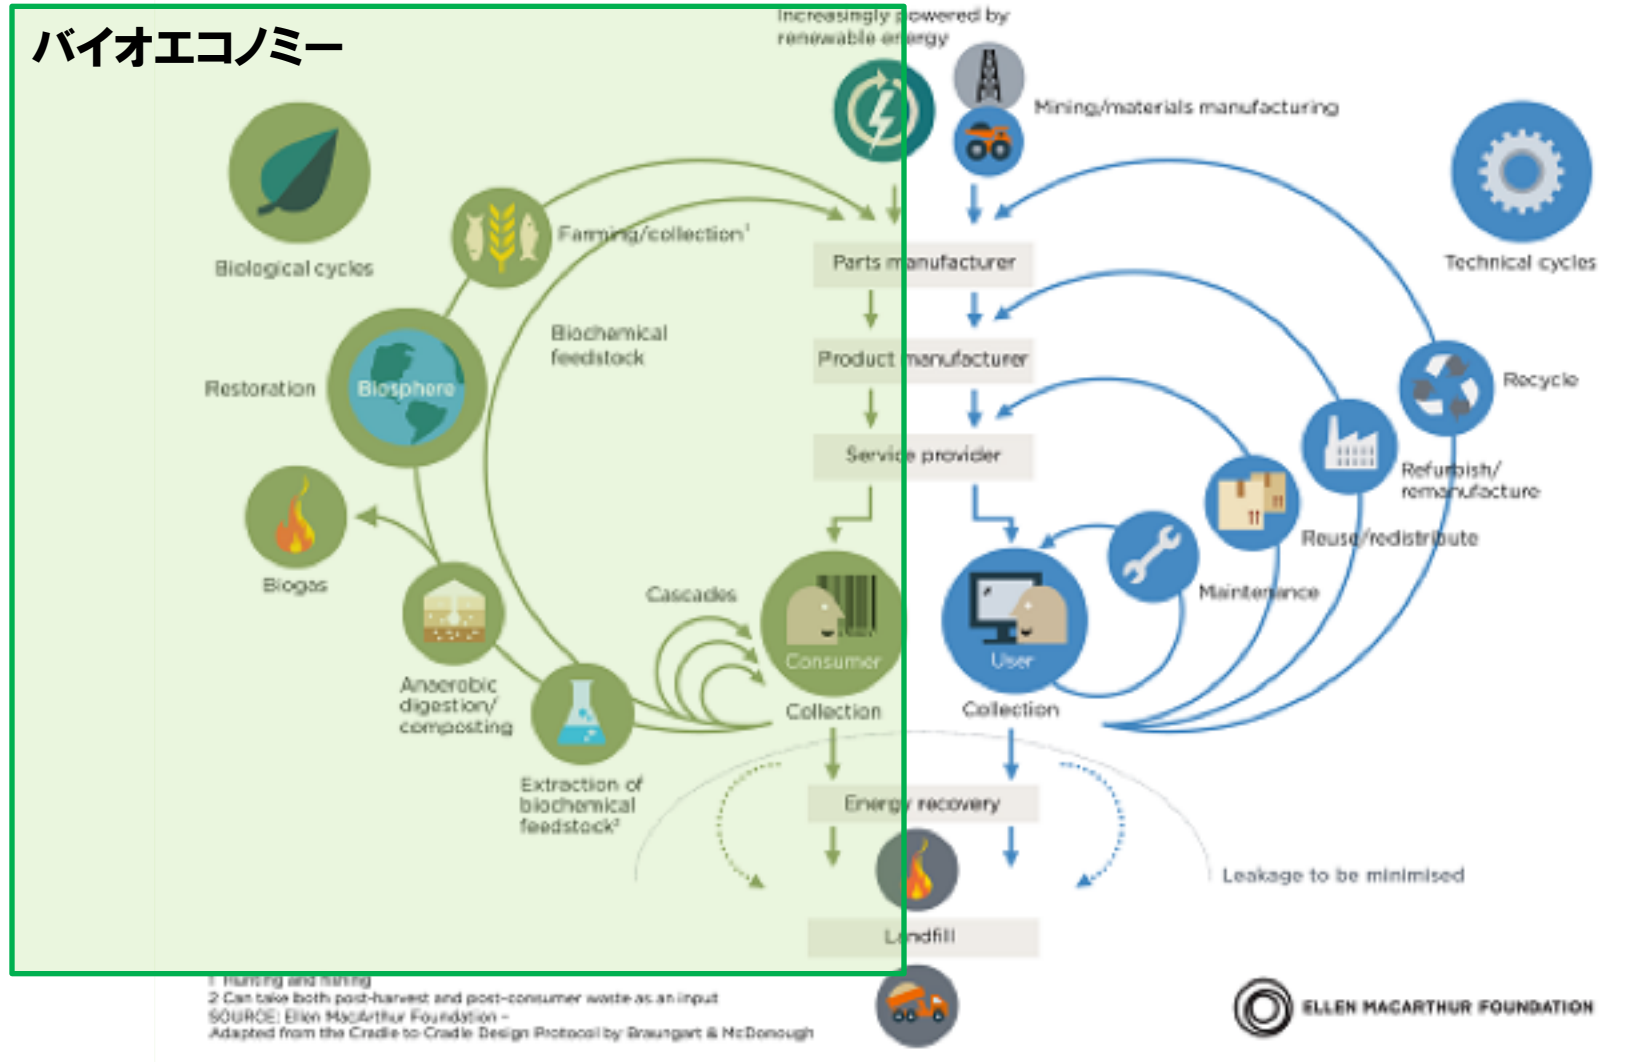 バイオエコノミー
Increasingly powered by
renewable energy
Mining/materials manufacturing
Biological cycles
Technical cycles
Farming/collection¹
Parts manufacturer
Biochemical
feedstock
Product manufacturer
Restoration
Biosphere
Recycle
Service provider
Refurbish/
remanufacture
Reuse/redistribute
Biogas
Cascades
Maintenance
Consumer
User
Anaerobic
digestion/
composting
Collection
Collection
Extraction of
biochemical
feedstock²
Energy recovery
Leakage to be minimised
Landfill
1 Hunting and fishing
2 Can take both post-harvest and post-consumer waste as an input
SOURCE: Ellen MacArthur Foundation –
Adapted from the Cradle to Cradle Design Protocol by Braungart & McDonough
ELLEN MACARTHUR FOUNDATION